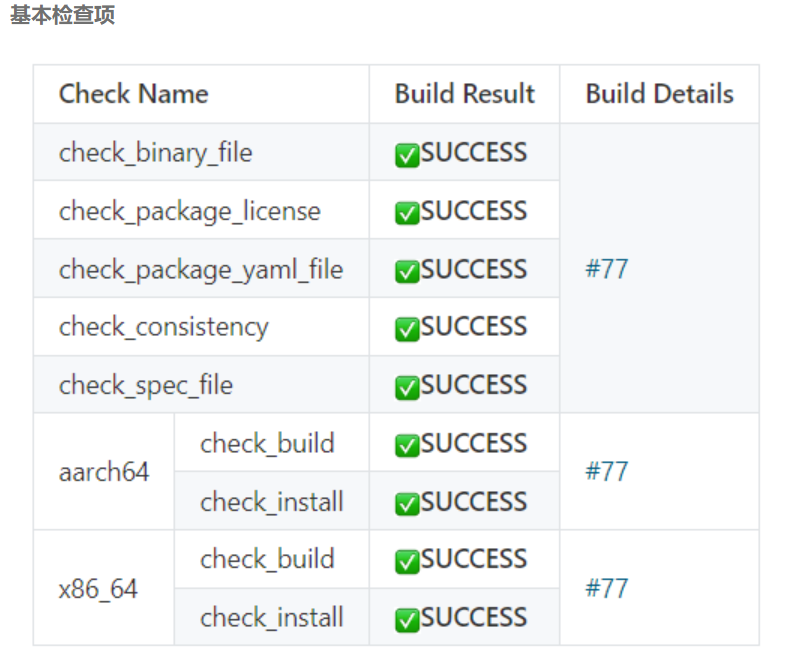 基本检查项
Check Name Build Result Build Details
check_binary_file ✅SUCCESS
check_package_license ✅SUCCESS
check_package_yaml_file ✅SUCCESS #77
check_consistency ✅SUCCESS
check_spec_file ✅SUCCESS
aarch64 check_build ✅SUCCESS #77
check_install ✅SUCCESS
x86_64 check_build ✅SUCCESS #77
check_install ✅SUCCESS